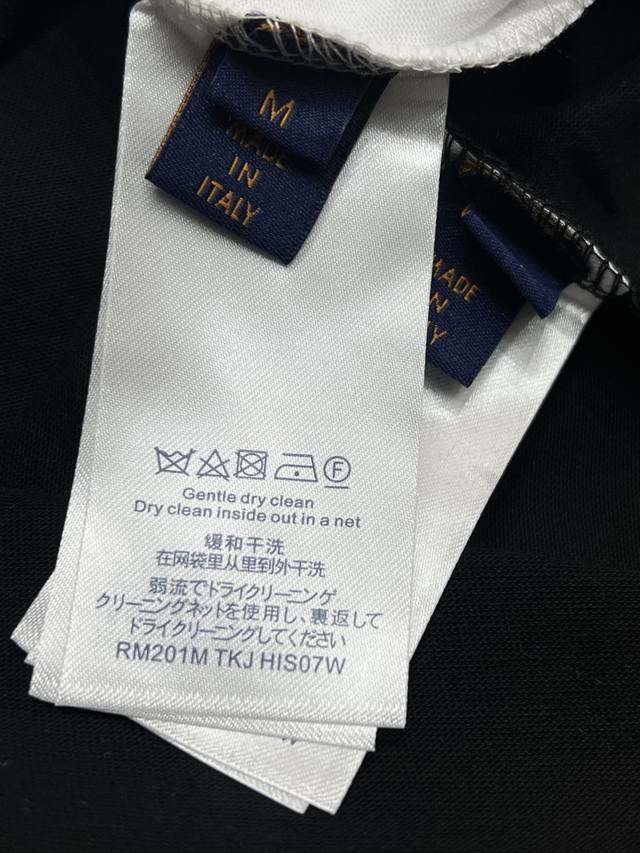 M
MADE
IN
ITALY
MADE
Gentle dry clean
Dry clean inside out in a net
缓和干洗
在网袋里从里到外干洗
弱流でドライクリーニング
クリーニングネットを使用し、裏返して
ドライクリーニングしてください
RM201M TKJ HIS07W
F